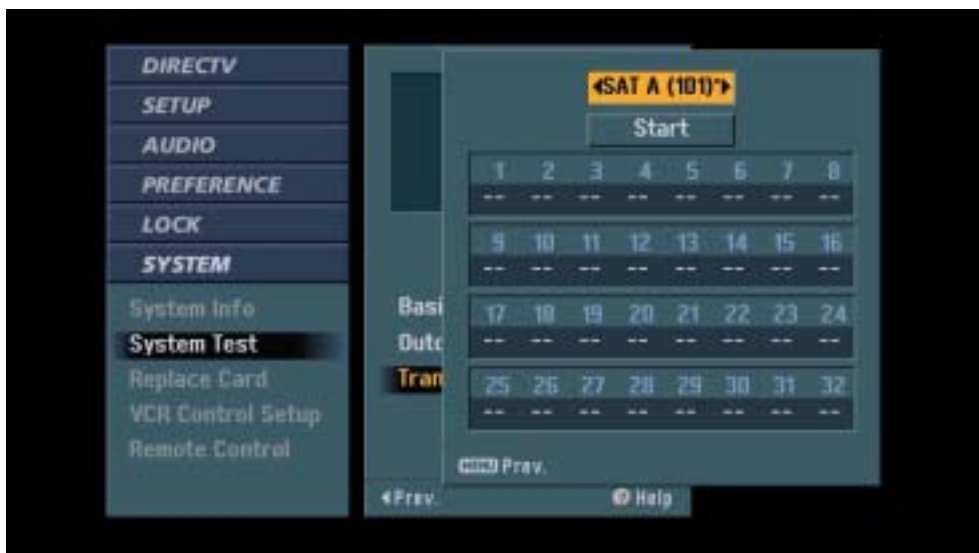 DIRECTV
SETUP
AUDIO
PREFERENCE
LOCK
SYSTEM
System Info
System Test
Replace Card
VCR Control Setup
Remote Control
Basi
Outd
Tran
◀Prev.
? Help
◀SAT A (101)°▶
Start
1 2 3 4 5 6 7 8
-- -- -- -- -- -- -- --
9 10 11 12 13 14 15 16
-- -- -- -- -- -- -- --
17 18 19 20 21 22 23 24
-- -- -- -- -- -- -- --
25 26 27 28 29 30 31 32
-- -- -- -- -- -- -- --
MENU Prev.